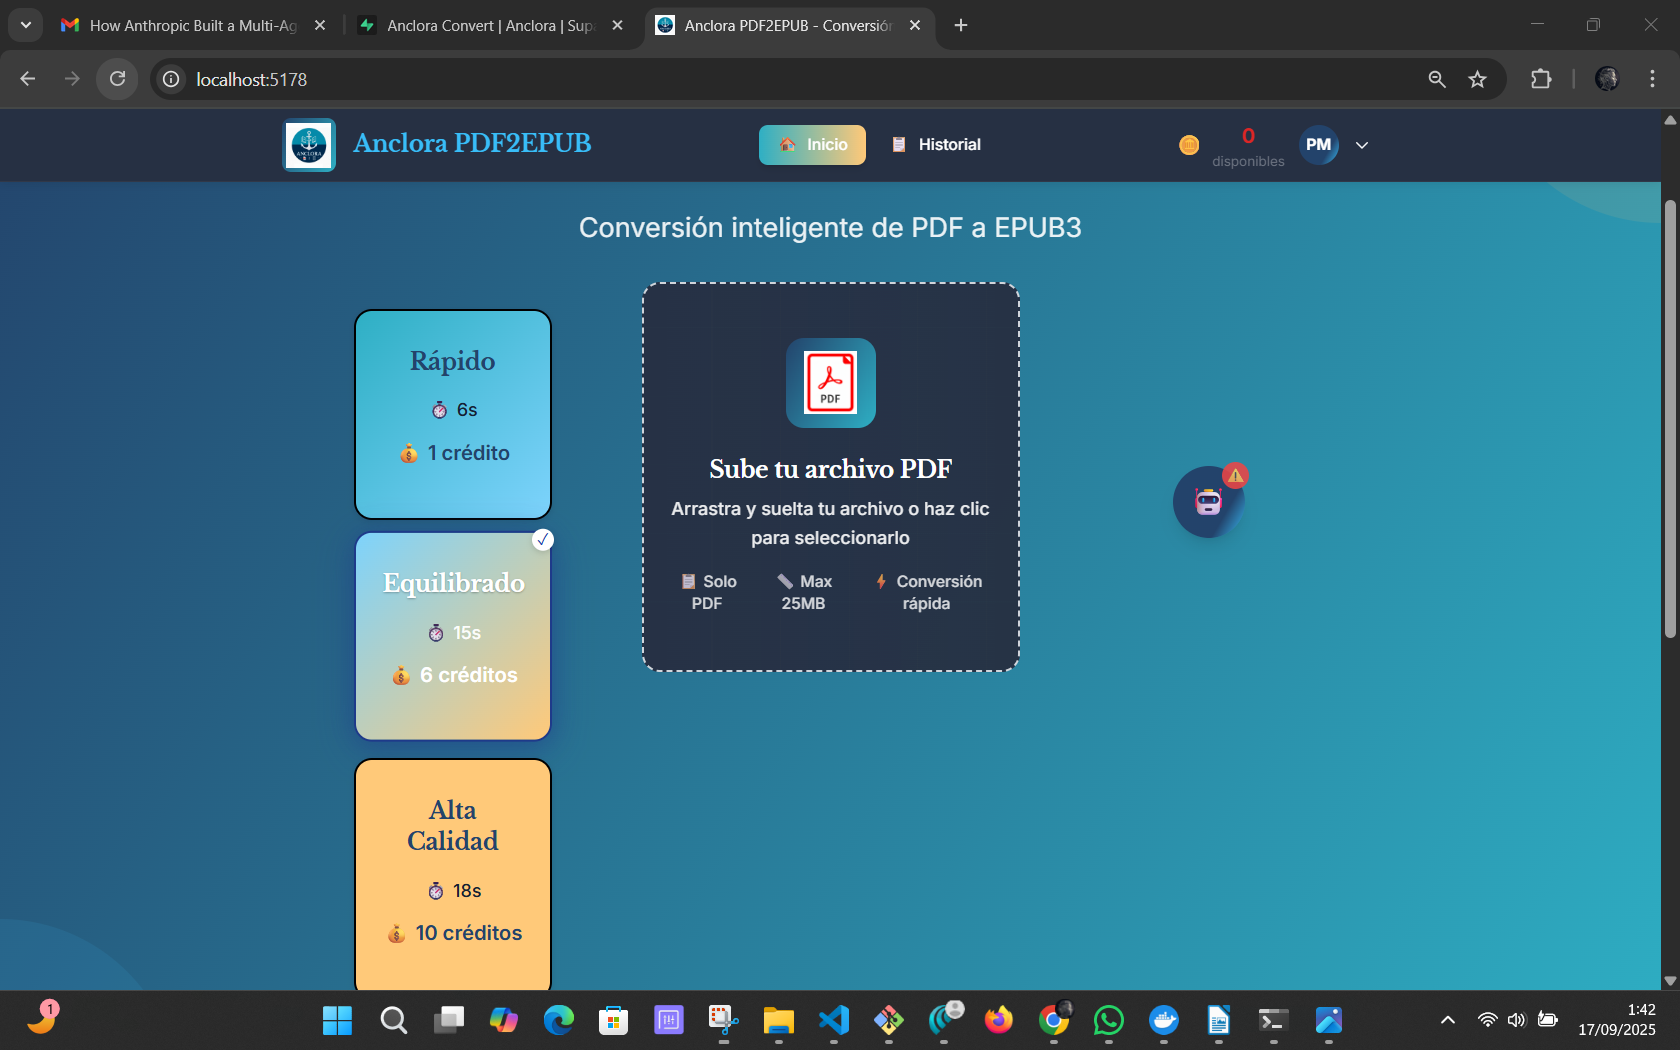 How Anthropic Built a Multi-Ag
Anclora Convert | Anclora | Supa
Anclora PDF2EPUB - Conversión
localhost:5178
ANCLORA
Anclora PDF2EPUB
Inicio
Historial
0
disponibles
PM
Conversión inteligente de PDF a EPUB3
Rápido
6s
1 crédito
Equilibrado
15s
6 créditos
Alta
Calidad
18s
10 créditos
PDF
Sube tu archivo PDF
Arrastra y suelta tu archivo o haz clic
para seleccionarlo
Solo
PDF
Max
25MB
Conversión
rápida
1
1:42
17/09/2025